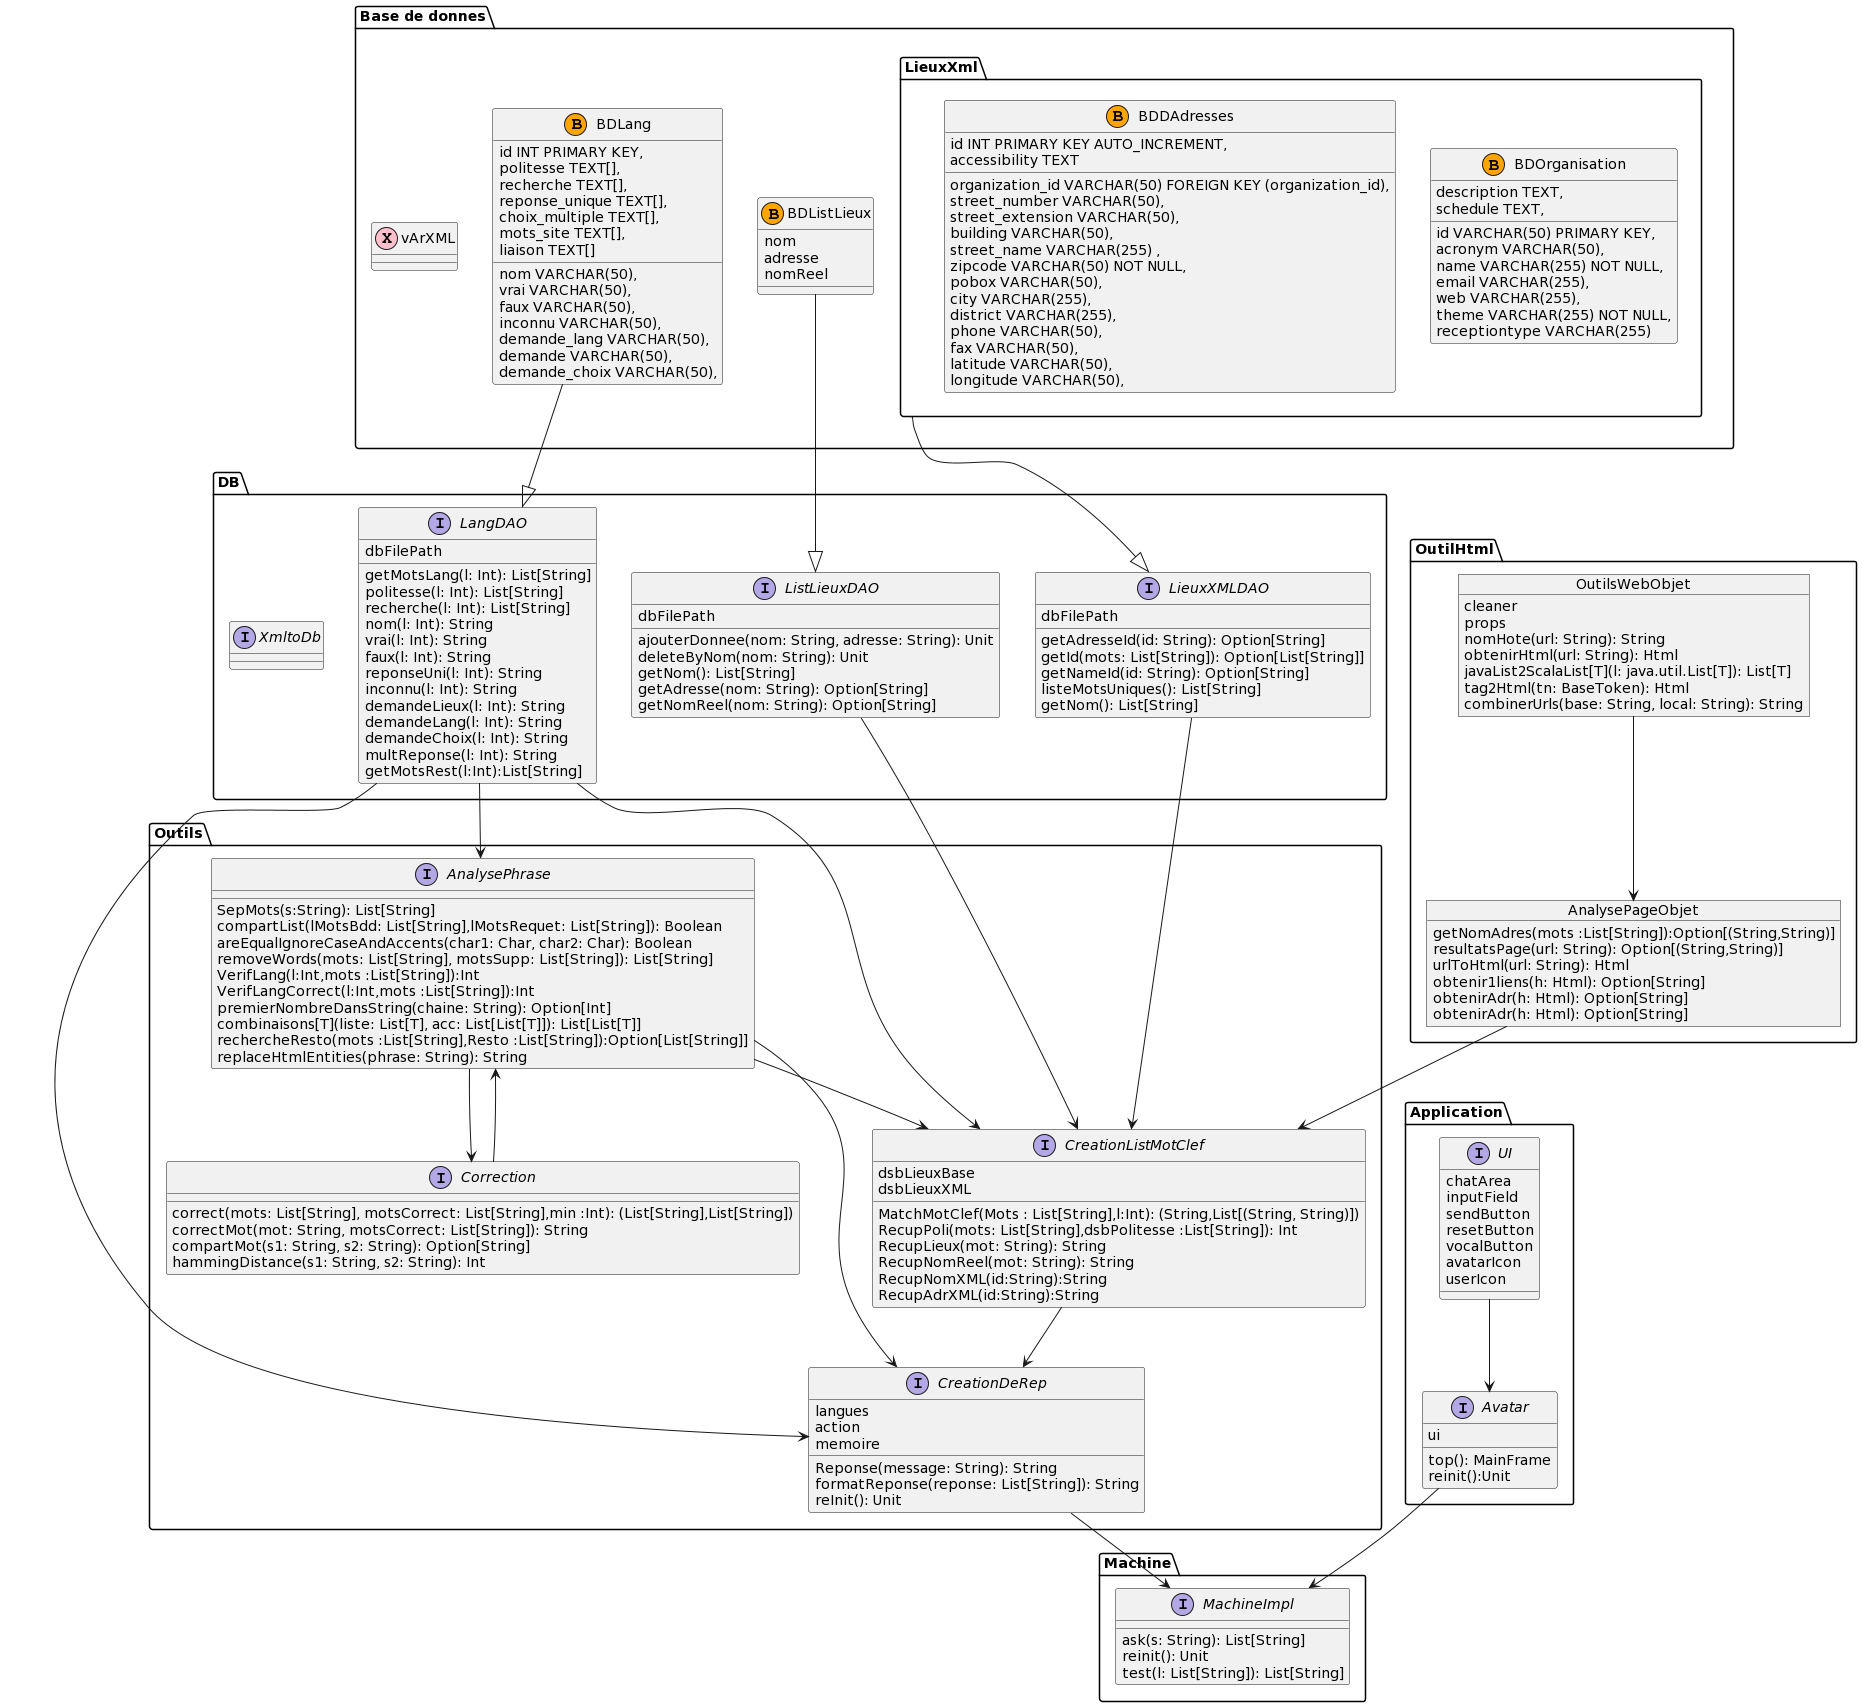 Base de donnes
LieuxXml
B BDDAdresses
id INT PRIMARY KEY AUTO_INCREMENT,
accessibility TEXT
organization_id VARCHAR(50) FOREIGN KEY (organization_id),
street_number VARCHAR(50),
street_extension VARCHAR(50),
building VARCHAR(50),
street_name VARCHAR(255) ,
zipcode VARCHAR(50) NOT NULL,
pobox VARCHAR(50),
city VARCHAR(255),
district VARCHAR(255),
phone VARCHAR(50),
fax VARCHAR(50),
latitude VARCHAR(50),
longitude VARCHAR(50),
B BDOrganisation
description TEXT,
schedule TEXT,
id VARCHAR(50) PRIMARY KEY,
acronym VARCHAR(50),
name VARCHAR(255) NOT NULL,
email VARCHAR(255),
web VARCHAR(255),
theme VARCHAR(255) NOT NULL,
receptiontype VARCHAR(255)
B BDLang
id INT PRIMARY KEY,
politesse TEXT[],
recherche TEXT[],
reponse_unique TEXT[],
choix_multiple TEXT[],
mots_site TEXT[],
liaison TEXT[]
nom VARCHAR(50),
vrai VARCHAR(50),
faux VARCHAR(50),
inconnu VARCHAR(50),
demande_lang VARCHAR(50),
demande VARCHAR(50),
demande_choix VARCHAR(50),
B BDListLieux
nom
adresse
nomReel
X vArXML
DB
I LangDAO
dbFilePath
getMotsLang(l: Int): List[String]
politesse(l: Int): List[String]
recherche(l: Int): List[String]
nom(l: Int): String
vrai(l: Int): String
faux(l: Int): String
reponseUni(l: Int): String
inconnu(l: Int): String
demandeLieux(l: Int): String
demandeLang(l: Int): String
demandeChoix(l: Int): String
multReponse(l: Int): String
getMotsRest(l:Int):List[String]
I XmltoDb
I ListLieuxDAO
dbFilePath
ajouterDonnee(nom: String, adresse: String): Unit
deleteByNom(nom: String): Unit
getNom(): List[String]
getAdresse(nom: String): Option[String]
getNomReel(nom: String): Option[String]
I LieuxXMLDAO
dbFilePath
getAdresseId(id: String): Option[String]
getId(mots: List[String]): Option[List[String]]
getNameId(id: String): Option[String]
listeMotsUniques(): List[String]
getNom(): List[String]
OutilHtml
OutilsWebObjet
cleaner
props
nomHote(url: String): String
obtenirHtml(url: String): Html
javaList2ScalaList[T](l: java.util.List[T]): List[T]
tag2Html(tn: BaseToken): Html
combinerUrls(base: String, local: String): String
AnalysePageObjet
getNomAdres(mots :List[String]):Option[(String,String)]
resultatsPage(url: String): Option[(String,String)]
urlToHtml(url: String): Html
obtenir1liens(h: Html): Option[String]
obtenirAdr(h: Html): Option[String]
obtenirAdr(h: Html): Option[String]
Outils
I AnalysePhrase
SepMots(s:String): List[String]
compartList(lMotsBdd: List[String],lMotsRequet: List[String]): Boolean
areEqualIgnoreCaseAndAccents(char1: Char, char2: Char): Boolean
removeWords(mots: List[String], motsSupp: List[String]): List[String]
VerifLang(l:Int,mots :List[String]):Int
VerifLangCorrect(l:Int,mots :List[String]):Int
premierNombreDansString(chaine: String): Option[Int]
combinaisons[T](liste: List[T], acc: List[List[T]]): List[List[T]]
rechercheResto(mots :List[String],Resto :List[String]):Option[List[String]]
replaceHtmlEntities(phrase: String): String
I Correction
correct(mots: List[String], motsCorrect: List[String],min :Int): (List[String],List[String])
correctMot(mot: String, motsCorrect: List[String]): String
compartMot(s1: String, s2: String): Option[String]
hammingDistance(s1: String, s2: String): Int
I CreationListMotClef
dsbLieuxBase
dsbLieuxXML
MatchMotClef(Mots : List[String],l:Int): (String,List[(String, String)])
RecupPoli(mots: List[String],dsbPolitesse :List[String]): Int
RecupLieux(mot: String): String
RecupNomReel(mot: String): String
RecupNomXML(id:String):String
RecupAdrXML(id:String):String
I CreationDeRep
langues
action
memoire
Reponse(message: String): String
formatReponse(reponse: List[String]): String
reInit(): Unit
Application
I UI
chatArea
inputField
sendButton
resetButton
vocalButton
avatarIcon
userIcon
I Avatar
ui
top(): MainFrame
reinit():Unit
Machine
I MachineImpl
ask(s: String): List[String]
reinit(): Unit
test(l: List[String]): List[String]